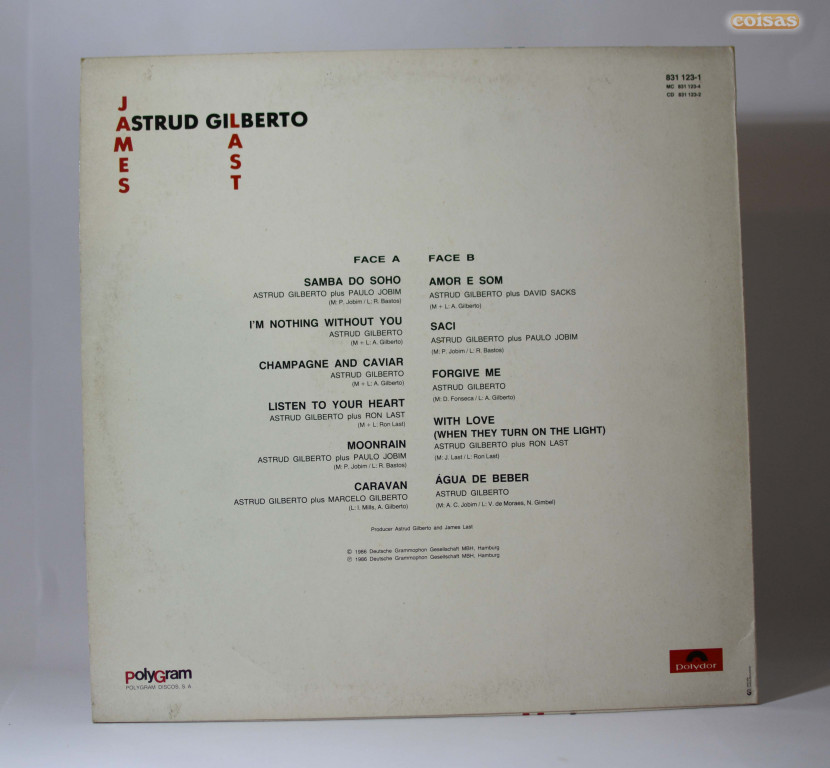 coisas
831 123-1
MC 831 123-4
CD 831 123-2
JAMES
ASTRUD GILBERTO
LAST
FACE A
SAMBA DO SOHO
ASTRUD GILBERTO plus PAULO JOBIM
(M: P. Jobim / L: R. Bastos)
I'M NOTHING WITHOUT YOU
ASTRUD GILBERTO
(M + L: A. Gilberto)
CHAMPAGNE AND CAVIAR
ASTRUD GILBERTO
(M + L: A. Gilberto)
LISTEN TO YOUR HEART
ASTRUD GILBERTO plus RON LAST
(M + L: Ron Last)
MOONRAIN
ASTRUD GILBERTO plus PAULO JOBIM
(M: P. Jobim / L: R. Bastos)
CARAVAN
ASTRUD GILBERTO plus MARCELO GILBERTO
(L: I. Mills, A. Gilberto)
FACE B
AMOR E SOM
ASTRUD GILBERTO plus DAVID SACKS
(M + L: A. Gilberto)
SACI
ASTRUD GILBERTO plus PAULO JOBIM
(M: P. Jobim / L: R. Bastos)
FORGIVE ME
ASTRUD GILBERTO
(M: D. Fonseca / L: A. Gilberto)
WITH LOVE
(WHEN THEY TURN ON THE LIGHT)
ASTRUD GILBERTO plus RON LAST
(M: J. Last / L: Ron Last)
ÁGUA DE BEBER
ASTRUD GILBERTO
(M: A. C. Jobim / L: V. de Moraes, N. Gimbel)
Producer Astrud Gilberto and James Last
© 1986 Deutsche Grammophon Gesellschaft MBH, Hamburg
℗ 1986 Deutsche Grammophon Gesellschaft MBH, Hamburg
polyGram
POLYGRAM DISCOS, S A
Polydor